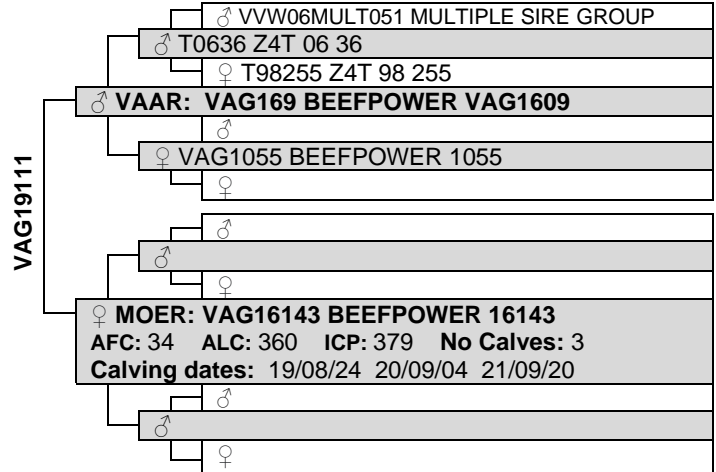 ♂ VVW06MULT051 MULTIPLE SIRE GROUP
♂ T0636 Z4T 06 36
♀ T98255 Z4T 98 255
♂ VAAR: VAG169 BEEFPOWER VAG1609
♂
♀ VAG1055 BEEFPOWER 1055
♀
VAG19111
♂
♂
♀
♀ MOER: VAG16143 BEEFPOWER 16143
AFC: 34 ALC: 360 ICP: 379 No Calves: 3
Calving dates: 19/08/24 20/09/04 21/09/20
♂
♂
♀